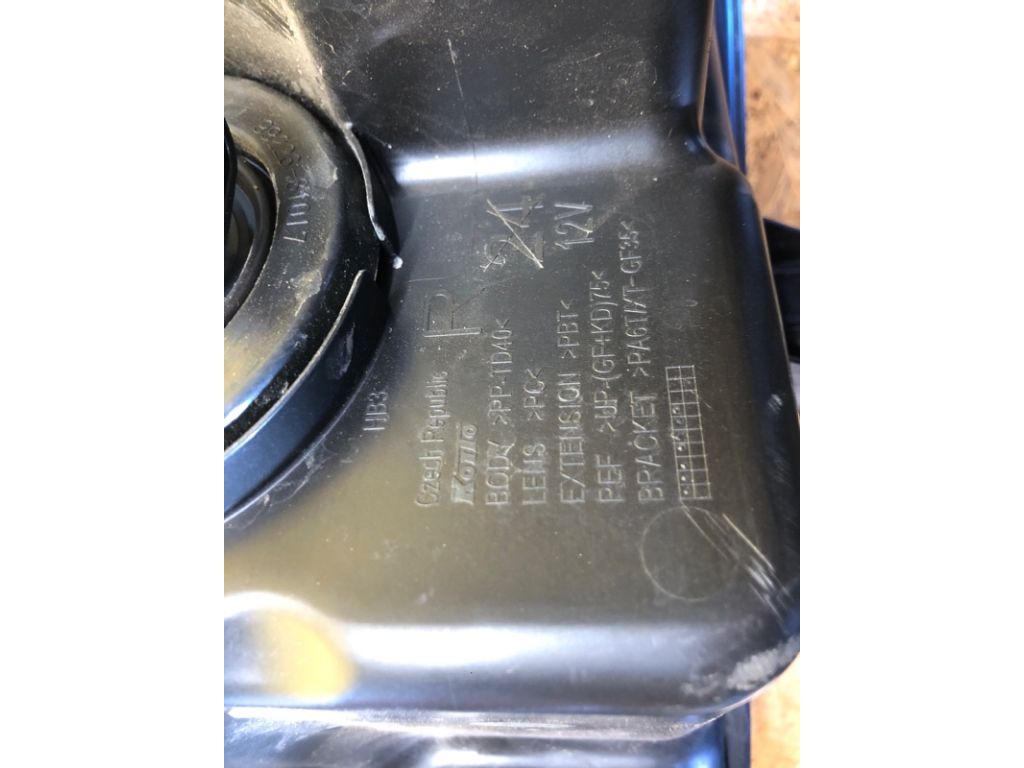 R
24
12V
Czech Republic
Koito
BODY >PP-TD40<
LENS >PC<
EXTENSION >PBT<
REF >UP-(GF+KD)75<
BRACKET >PA6T/XT-GF35<
HB3